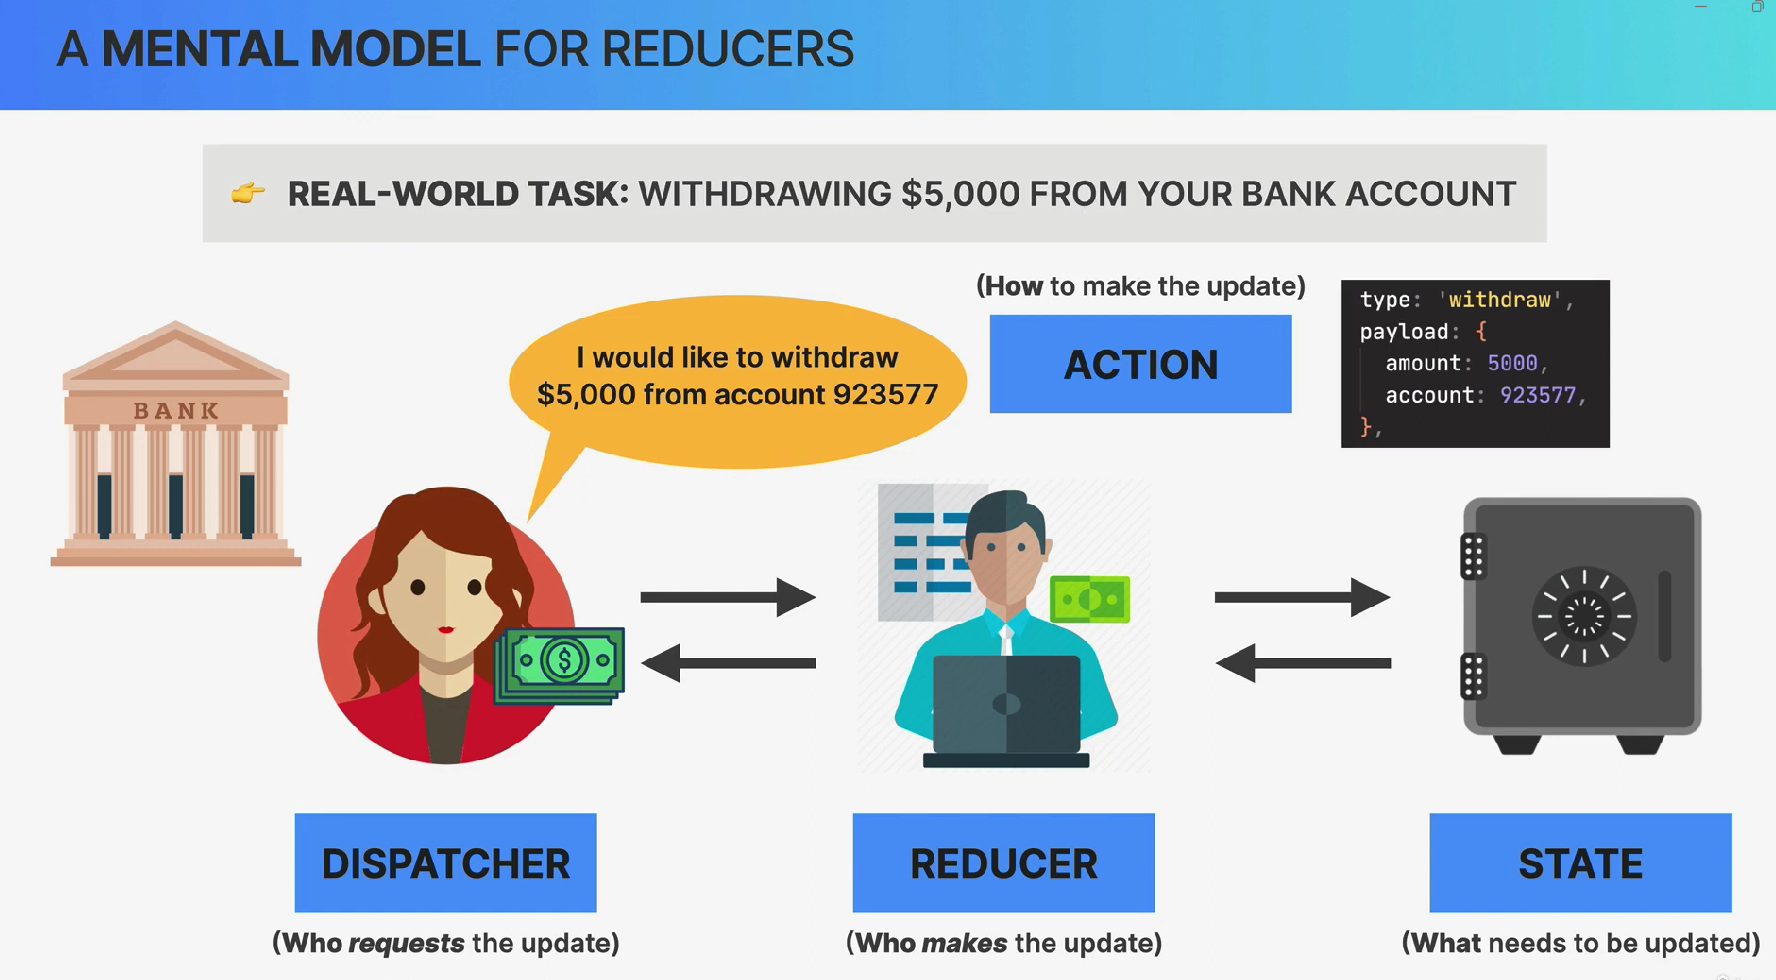 A MENTAL MODEL FOR REDUCERS
👉 REAL-WORLD TASK: WITHDRAWING $5,000 FROM YOUR BANK ACCOUNT
(How to make the update)
ACTION
type: 'withdraw',
payload: {
amount: 5000,
account: 923577,
},
I would like to withdraw
$5,000 from account 923577
BANK
$
DISPATCHER
(Who requests the update)
REDUCER
(Who makes the update)
STATE
(What needs to be updated)